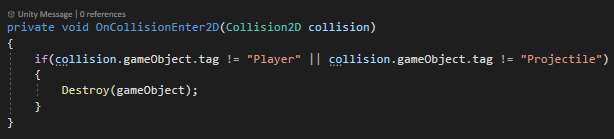 Unity Message | 0 references
private void OnCollisionEnter2D(Collision2D collision)
{
if(collision.gameObject.tag != "Player" || collision.gameObject.tag != "Projectile")
{
Destroy(gameObject);
}
}